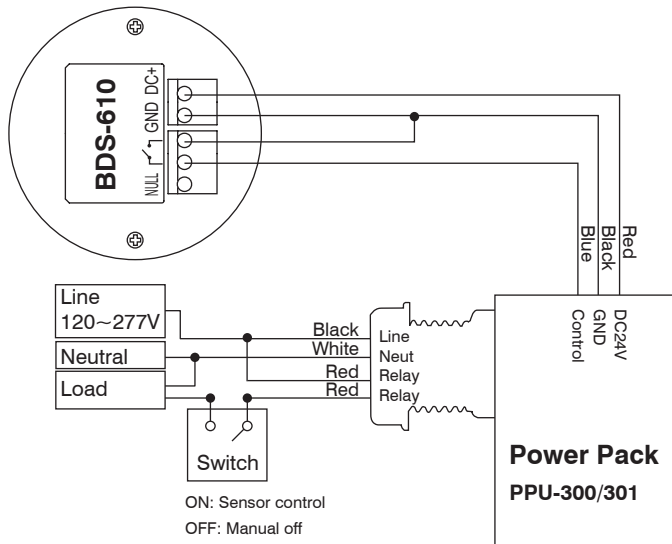 BDS-610
GND DC+
NULL
Blue
Black
Red
Control
GND
DC24V
Line
120~277V
Neutral
Load
Black
White
Red
Red
Line
Neut
Relay
Relay
Switch
ON: Sensor control
OFF: Manual off
Power Pack
PPU-300/301